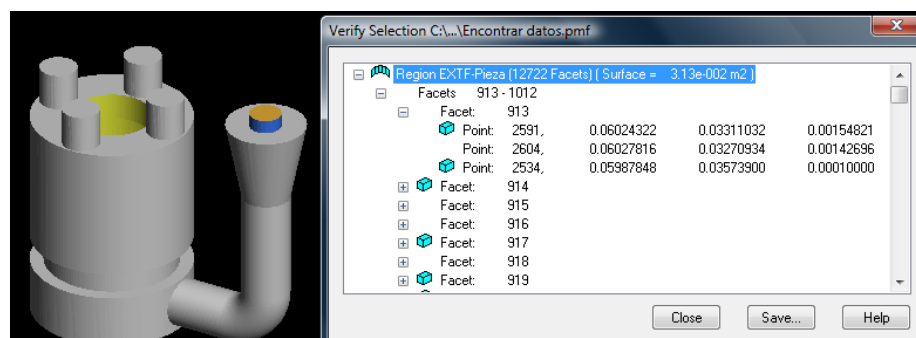 Verify Selection C:\...\Encontrar datos.pmf
Region EXTF-Pieza (12722 Facets) ( Surface = 3.13e-002 m2 )
Facets 913 - 1012
Facet: 913
Point: 2591, 0.06024322 0.03311032 0.00154821
Point: 2604, 0.06027816 0.03270934 0.00142696
Point: 2534, 0.05987848 0.03573900 0.00010000
Facet: 914
Facet: 915
Facet: 916
Facet: 917
Facet: 918
Facet: 919
Close Save... Help